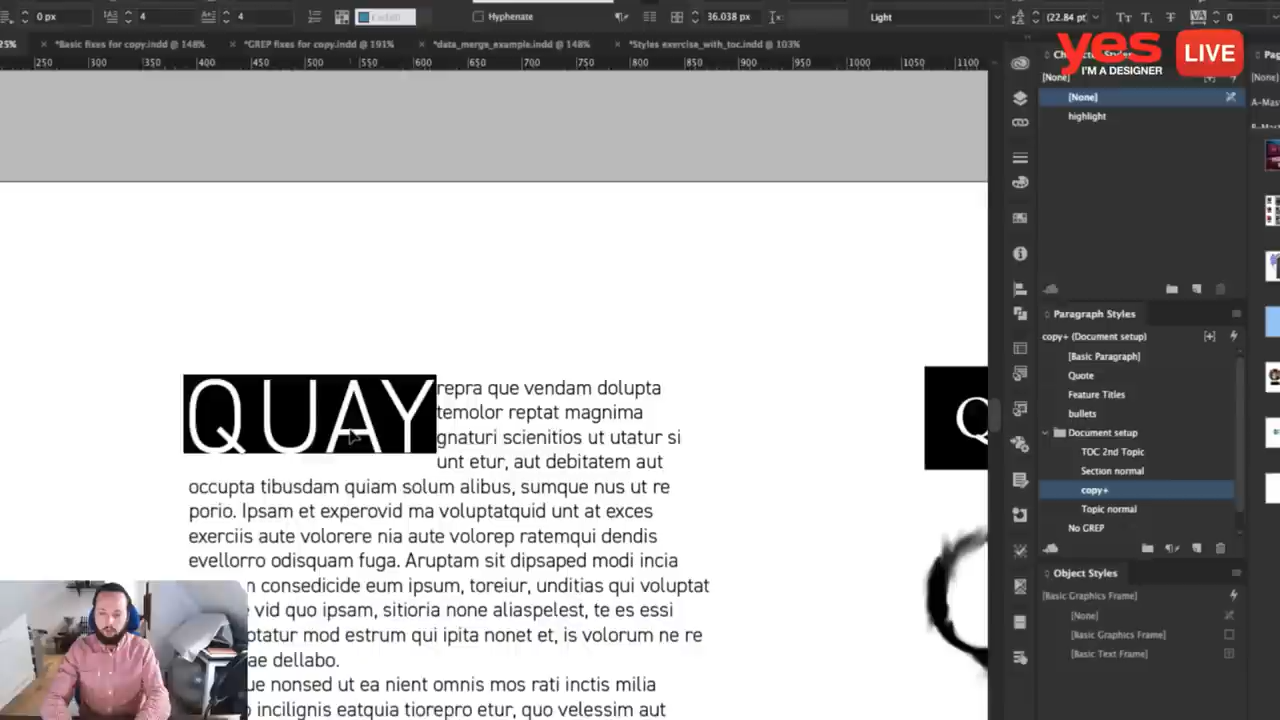 0 px 4 4 Hyphenate 36.038 px Light (22.84 pt) 0
25% × *Basic fixes for copy.indd @ 148% × *GREP fixes for copy.indd @ 191% × *data_merge_example.indd @ 148% × *Styles exercise_with_toc.indd @ 103%
250 300 350 400 450 500 550 600 650 700 750 800 850 900 950 1000 1050 1100
yes
I'M A DESIGNER
LIVE
[None]
[None]
highlight
Paragraph Styles
copy+ (Document setup)
[Basic Paragraph]
Quote
Feature Titles
bullets
Document setup
TOC 2nd Topic
Section normal
copy+
Topic normal
No GREP
Object Styles
[Basic Graphics Frame]
[None]
[Basic Graphics Frame]
[Basic Text Frame]
[None]
A-Mas
QUAY repra que vendam dolupta
temolor reptat magnima
gnaturi scienitios ut utatur si
unt etur, aut debitatem aut
occupta tibusdam quiam solum alibus, sumque nus ut re
porio. Ipsam et experovid ma voluptatquid unt at exces
exerciis aute volorere nia aute volorep ratemqui dendis
evellorro odisquam fuga. Aruptam sit dipsaped modi incia
n consedicide eum ipsum, toreiur, unditias qui voluptat
vid quo ipsam, sitioria none aliaspelest, te es essi
ptatur mod estrum qui ipita nonet et, is volorum ne re
ae dellabo.
ue nonsed ut ea nient omnis mos rati inctis milia
incilignis eatquia tiorepro etur, quo velessim aut
Q